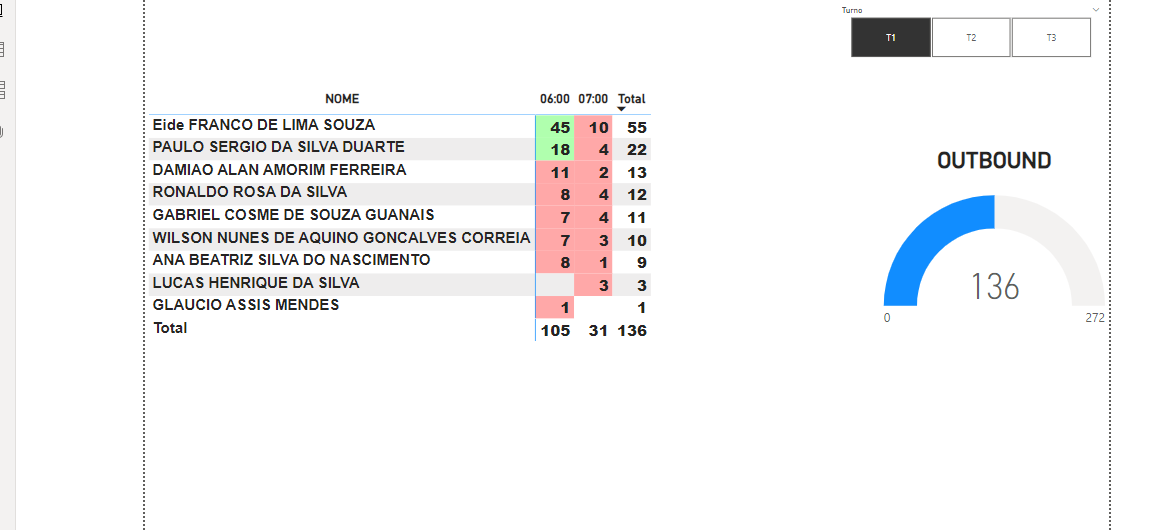 Turno
T1 T2 T3
NOME 06:00 07:00 Total
Eide FRANCO DE LIMA SOUZA 45 10 55
PAULO SERGIO DA SILVA DUARTE 18 4 22
DAMIAO ALAN AMORIM FERREIRA 11 2 13
RONALDO ROSA DA SILVA 8 4 12
GABRIEL COSME DE SOUZA GUANAIS 7 4 11
WILSON NUNES DE AQUINO GONCALVES CORREIA 7 3 10
ANA BEATRIZ SILVA DO NASCIMENTO 8 1 9
LUCAS HENRIQUE DA SILVA 3 3
GLAUCIO ASSIS MENDES 1 1
Total 105 31 136
OUTBOUND
136
0 272